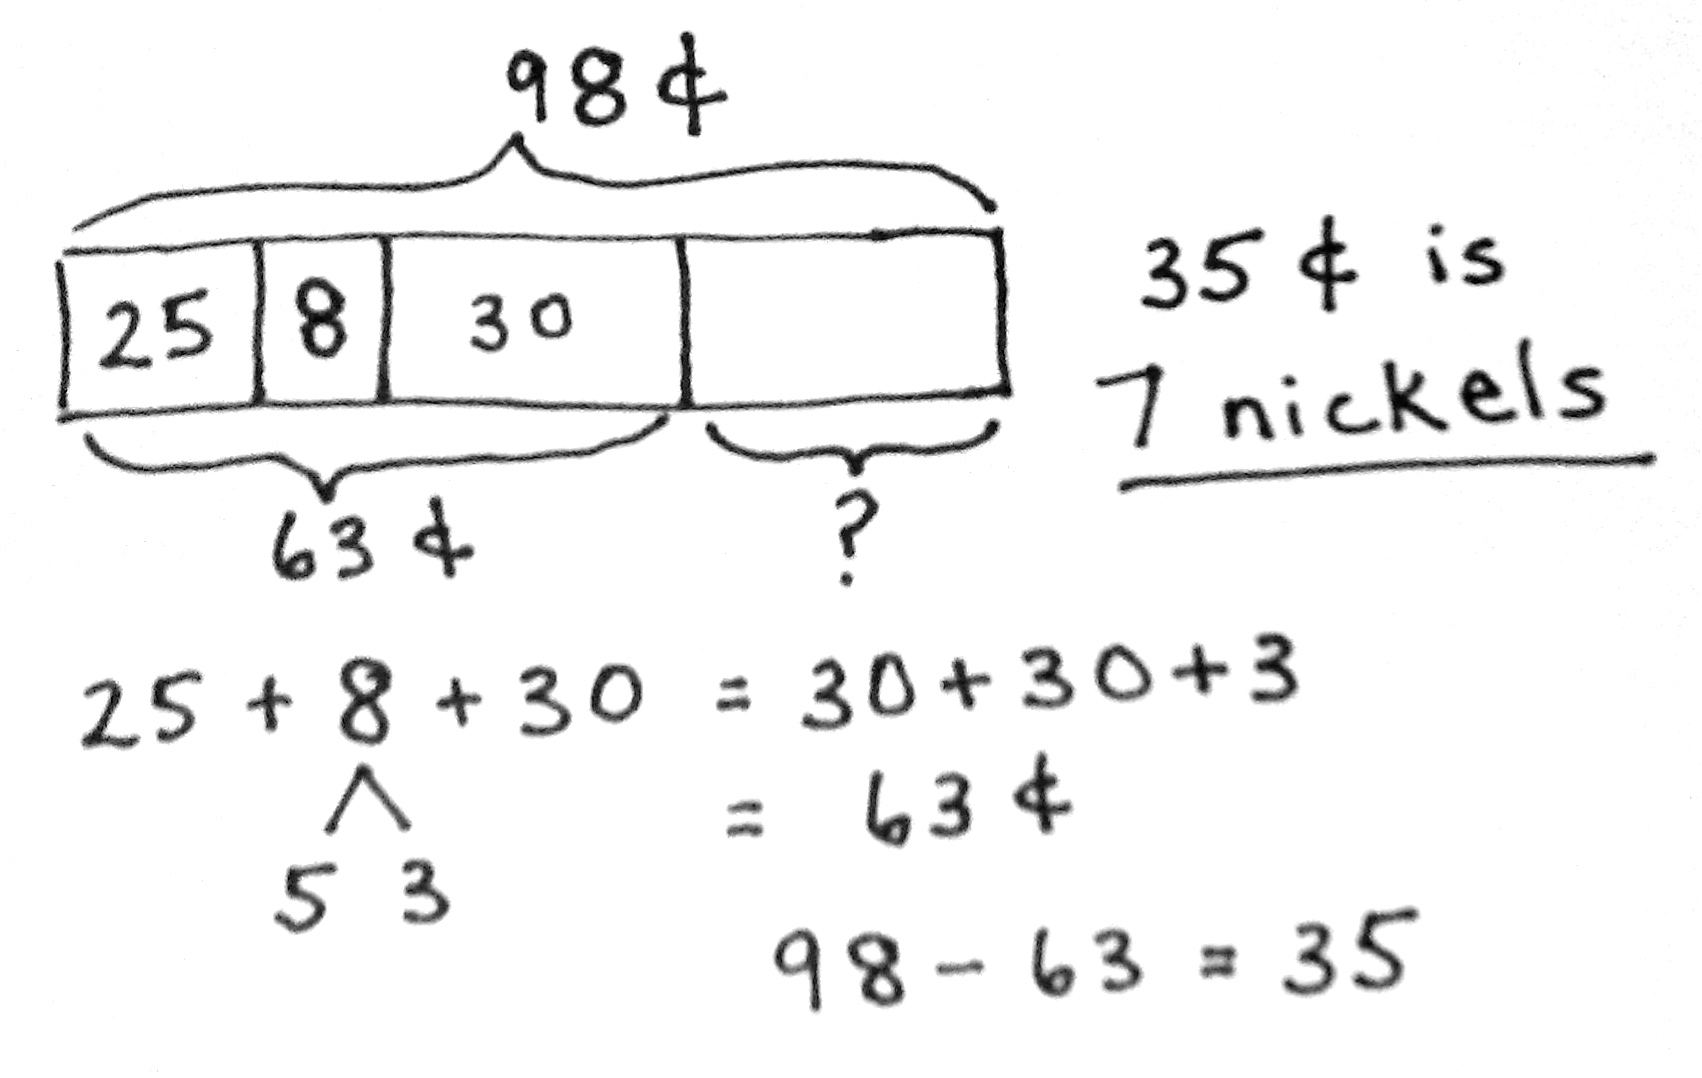 98¢
25 8 30
63¢ ?
35¢ is
7 nickels
25 + 8 + 30 = 30 + 30 + 3
5 3
= 63¢
98 - 63 = 35